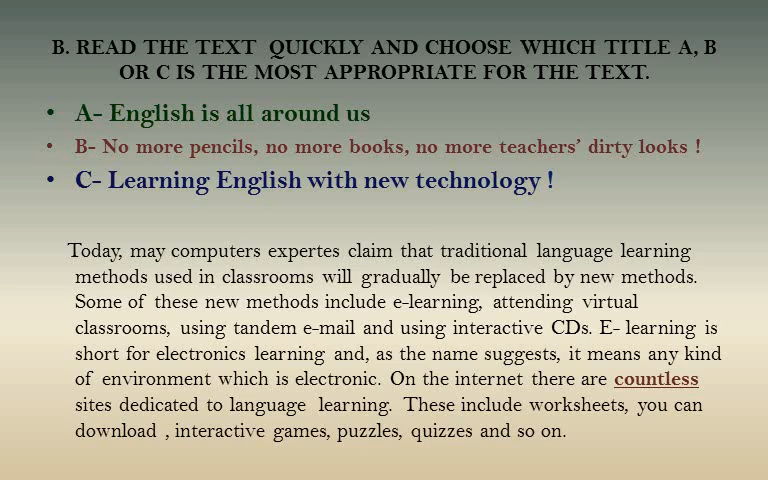 B. READ THE TEXT QUICKLY AND CHOOSE WHICH TITLE A, B
OR C IS THE MOST APPROPRIATE FOR THE TEXT.
• A- English is all around us
• B- No more pencils, no more books, no more teachers' dirty looks !
• C- Learning English with new technology !
Today, may computers expertes claim that traditional language learning
methods used in classrooms will gradually be replaced by new methods.
Some of these new methods include e-learning, attending virtual
classrooms, using tandem e-mail and using interactive CDs. E- learning is
short for electronics learning and, as the name suggests, it means any kind
of environment which is electronic. On the internet there are countless
sites dedicated to language learning. These include worksheets, you can
download , interactive games, puzzles, quizzes and so on.